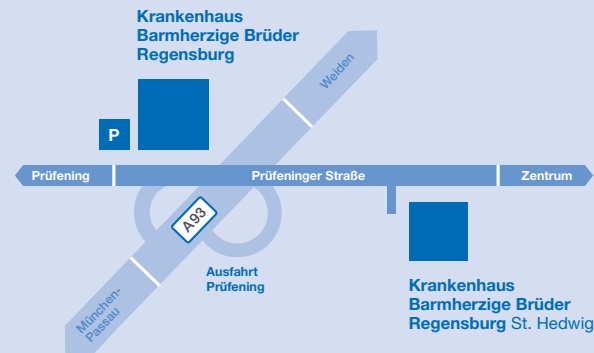 Krankenhaus
Barmherzige Brüder
Regensburg
Weiden
P
Prüfening
Prüfeninger Straße
Zentrum
A93
Ausfahrt
Prüfening
München-
Passau
Krankenhaus
Barmherzige Brüder
Regensburg St. Hedwig